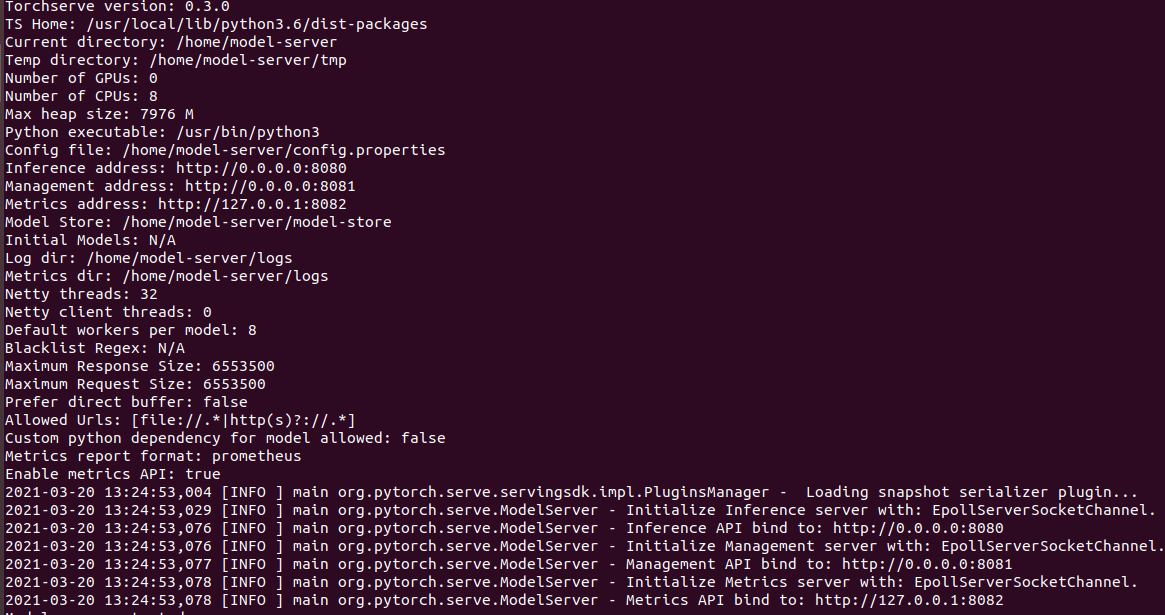 Torchserve version: 0.3.0
TS Home: /usr/local/lib/python3.6/dist-packages
Current directory: /home/model-server
Temp directory: /home/model-server/tmp
Number of GPUs: 0
Number of CPUs: 8
Max heap size: 7976 M
Python executable: /usr/bin/python3
Config file: /home/model-server/config.properties
Inference address: http://0.0.0.0:8080
Management address: http://0.0.0.0:8081
Metrics address: http://127.0.0.1:8082
Model Store: /home/model-server/model-store
Initial Models: N/A
Log dir: /home/model-server/logs
Metrics dir: /home/model-server/logs
Netty threads: 32
Netty client threads: 0
Default workers per model: 8
Blacklist Regex: N/A
Maximum Response Size: 6553500
Maximum Request Size: 6553500
Prefer direct buffer: false
Allowed Urls: [file://.*|http(s)?://.*]
Custom python dependency for model allowed: false
Metrics report format: prometheus
Enable metrics API: true
2021-03-20 13:24:53,004 [INFO ] main org.pytorch.serve.servingsdk.impl.PluginsManager -  Loading snapshot serializer plugin...
2021-03-20 13:24:53,029 [INFO ] main org.pytorch.serve.ModelServer - Initialize Inference server with: EpollServerSocketChannel.
2021-03-20 13:24:53,076 [INFO ] main org.pytorch.serve.ModelServer - Inference API bind to: http://0.0.0.0:8080
2021-03-20 13:24:53,076 [INFO ] main org.pytorch.serve.ModelServer - Initialize Management server with: EpollServerSocketChannel.
2021-03-20 13:24:53,077 [INFO ] main org.pytorch.serve.ModelServer - Management API bind to: http://0.0.0.0:8081
2021-03-20 13:24:53,078 [INFO ] main org.pytorch.serve.ModelServer - Initialize Metrics server with: EpollServerSocketChannel.
2021-03-20 13:24:53,078 [INFO ] main org.pytorch.serve.ModelServer - Metrics API bind to: http://127.0.0.1:8082